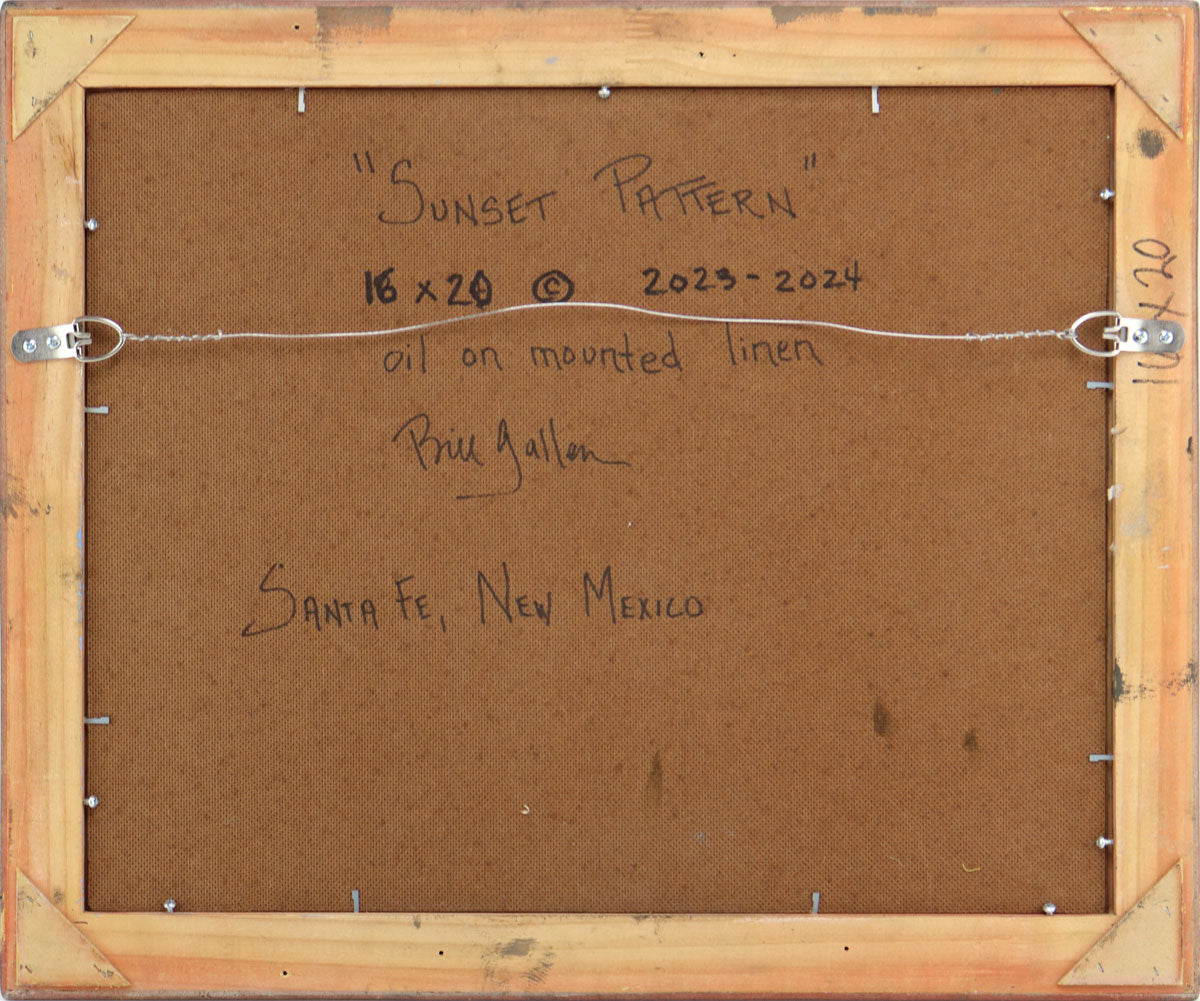 "SUNSET PATTERN"
16 x 20 © 2023-2024
oil on mounted linen
Bill Gallen
SANTA FE, NEW MEXICO
16 x 20